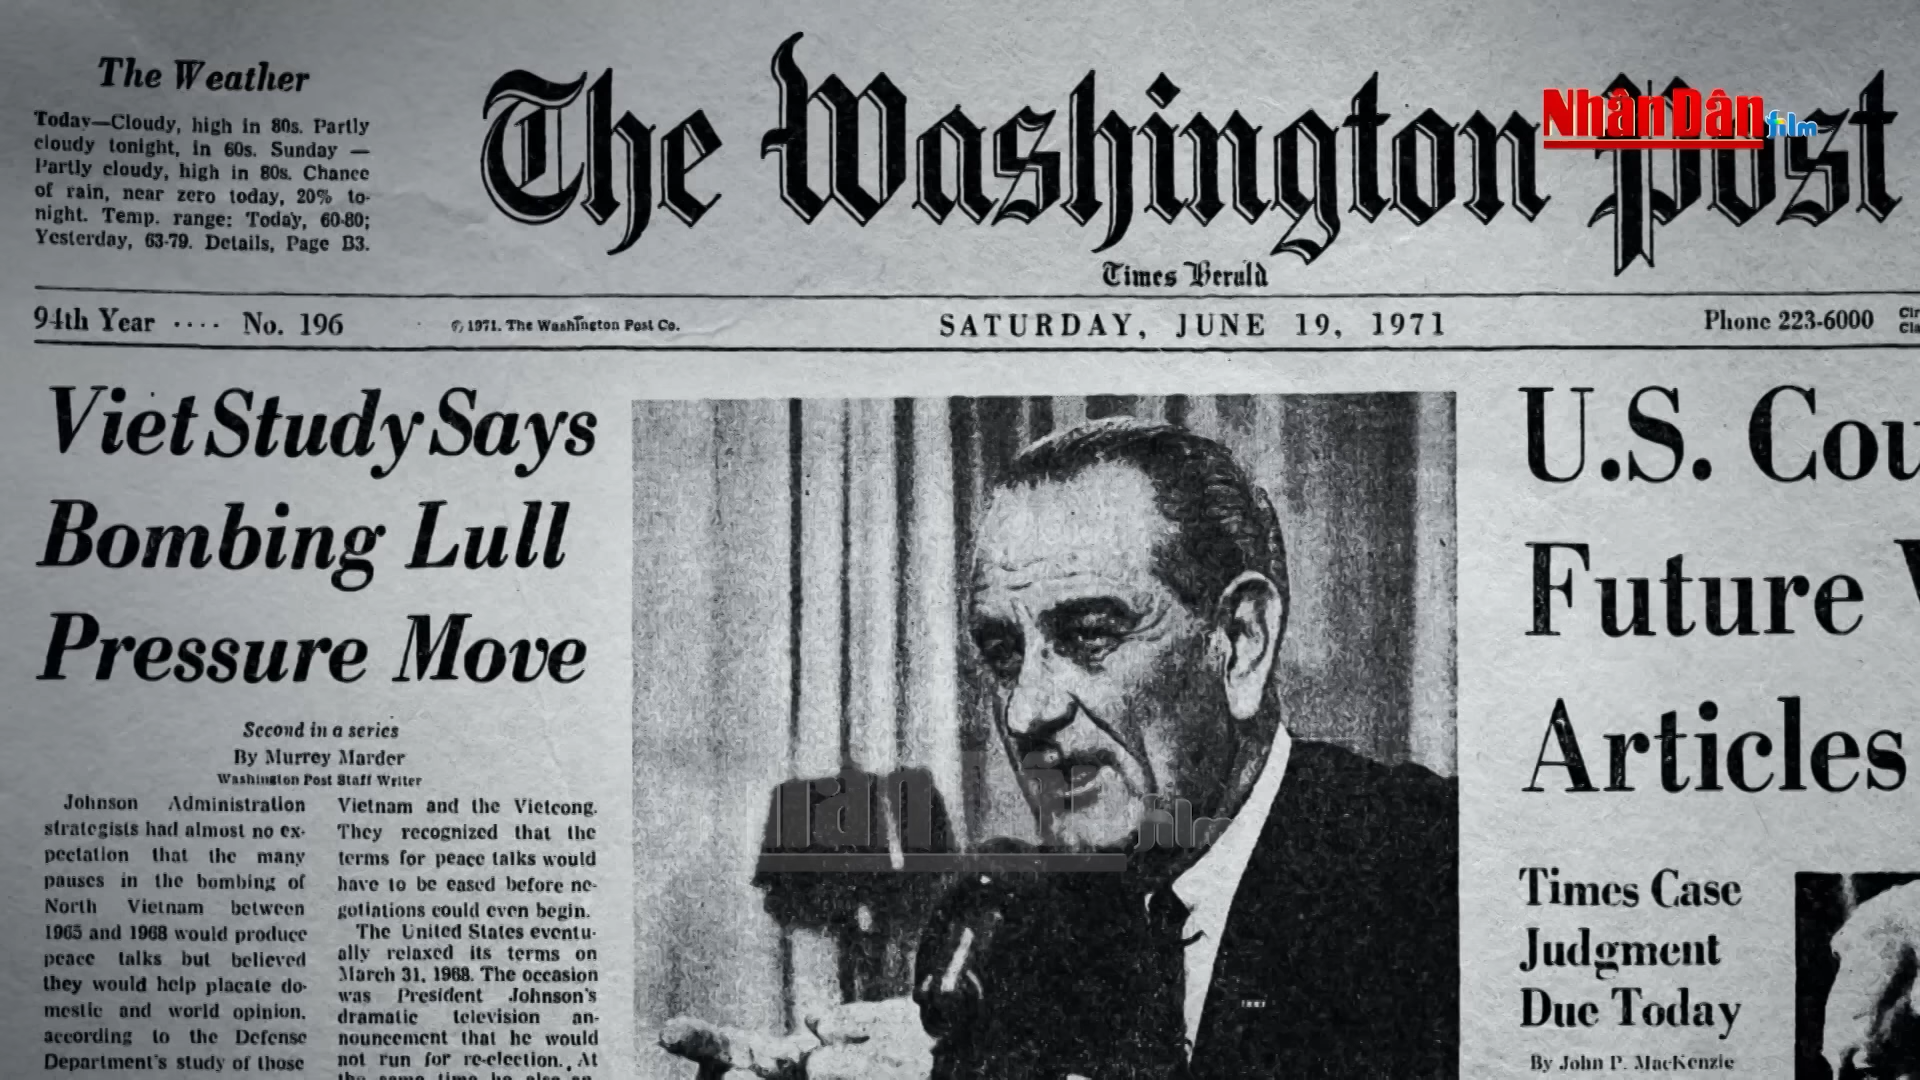 The Weather
Today—Cloudy, high in 80s. Partly
cloudy tonight, in 60s. Sunday —
Partly cloudy, high in 80s. Chance
of rain, near zero today, 20% to-
night. Temp. range: Today, 60-80;
Yesterday, 63-79. Details, Page B3.
The Washington Post
Nhân Dân film
Times Herald
94th Year .... No. 196
© 1971. The Washington Post Co.
SATURDAY, JUNE 19, 1971
Phone 223-6000
Viet Study Says
Bombing Lull
Pressure Move
Second in a series
By Murrey Marder
Washington Post Staff Writer
Johnson Administration
strategists had almost no ex-
pectation that the many
pauses in the bombing of
North Vietnam between
1965 and 1968 would produce
peace talks but believed
they would help placate do-
mestic and world opinion,
according to the Defense
Department's study of those
Vietnam and the Vietcong.
They recognized that the
terms for peace talks would
have to be eased before ne-
gotiations could even begin.
The United States eventu-
ally relaxed its terms on
March 31, 1968. The occasion
was President Johnson's
dramatic television an-
nouncement that he would
not run for re-election. At
U.S. Cou
Future
Articles
Times Case
Judgment
Due Today
By John P. MacKenzie